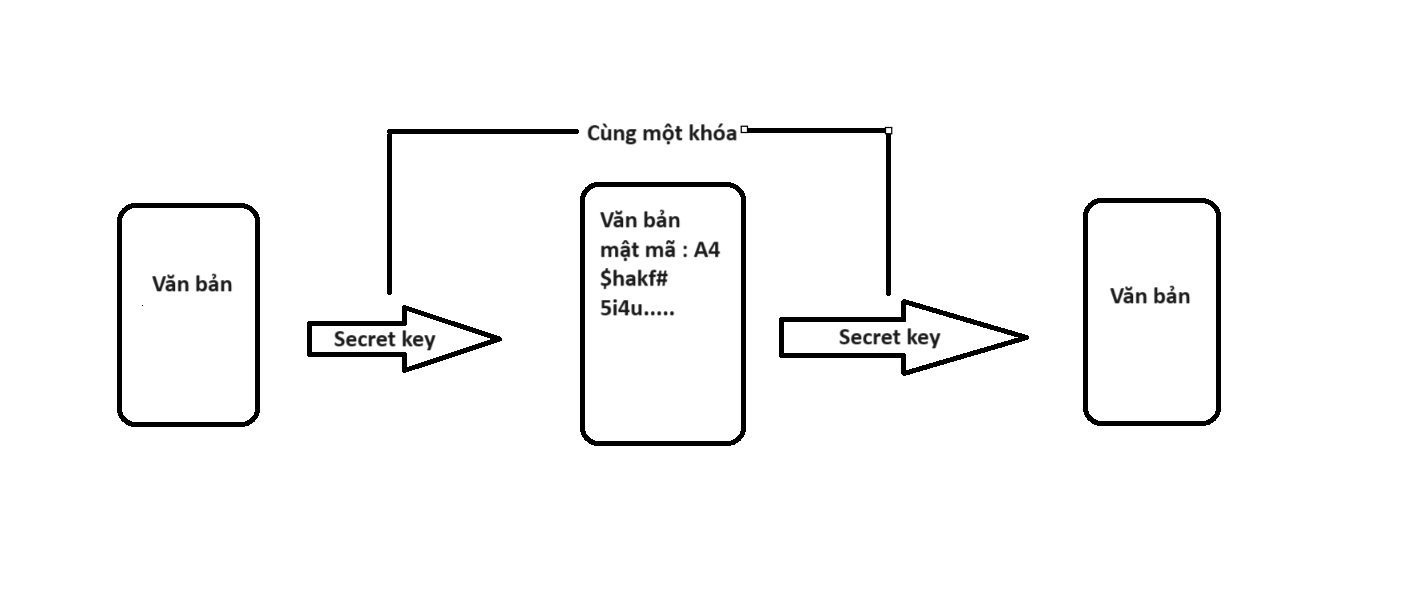 Cùng một khóa
Văn bản
Secret key
Văn bản
mật mã : A4
$hakf#
5i4u.....
Secret key
Văn bản